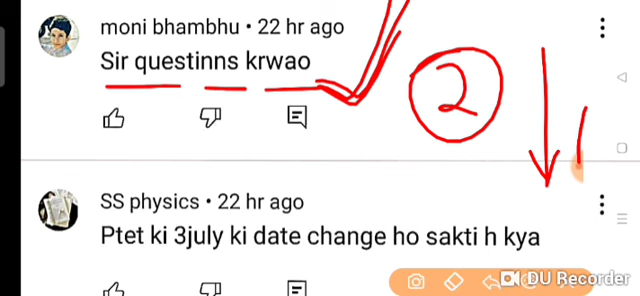 moni bhambhu • 22 hr ago
Sir questinns krwao
2
SS physics • 22 hr ago
Ptet ki 3july ki date change ho sakti h kya
DU Recorder